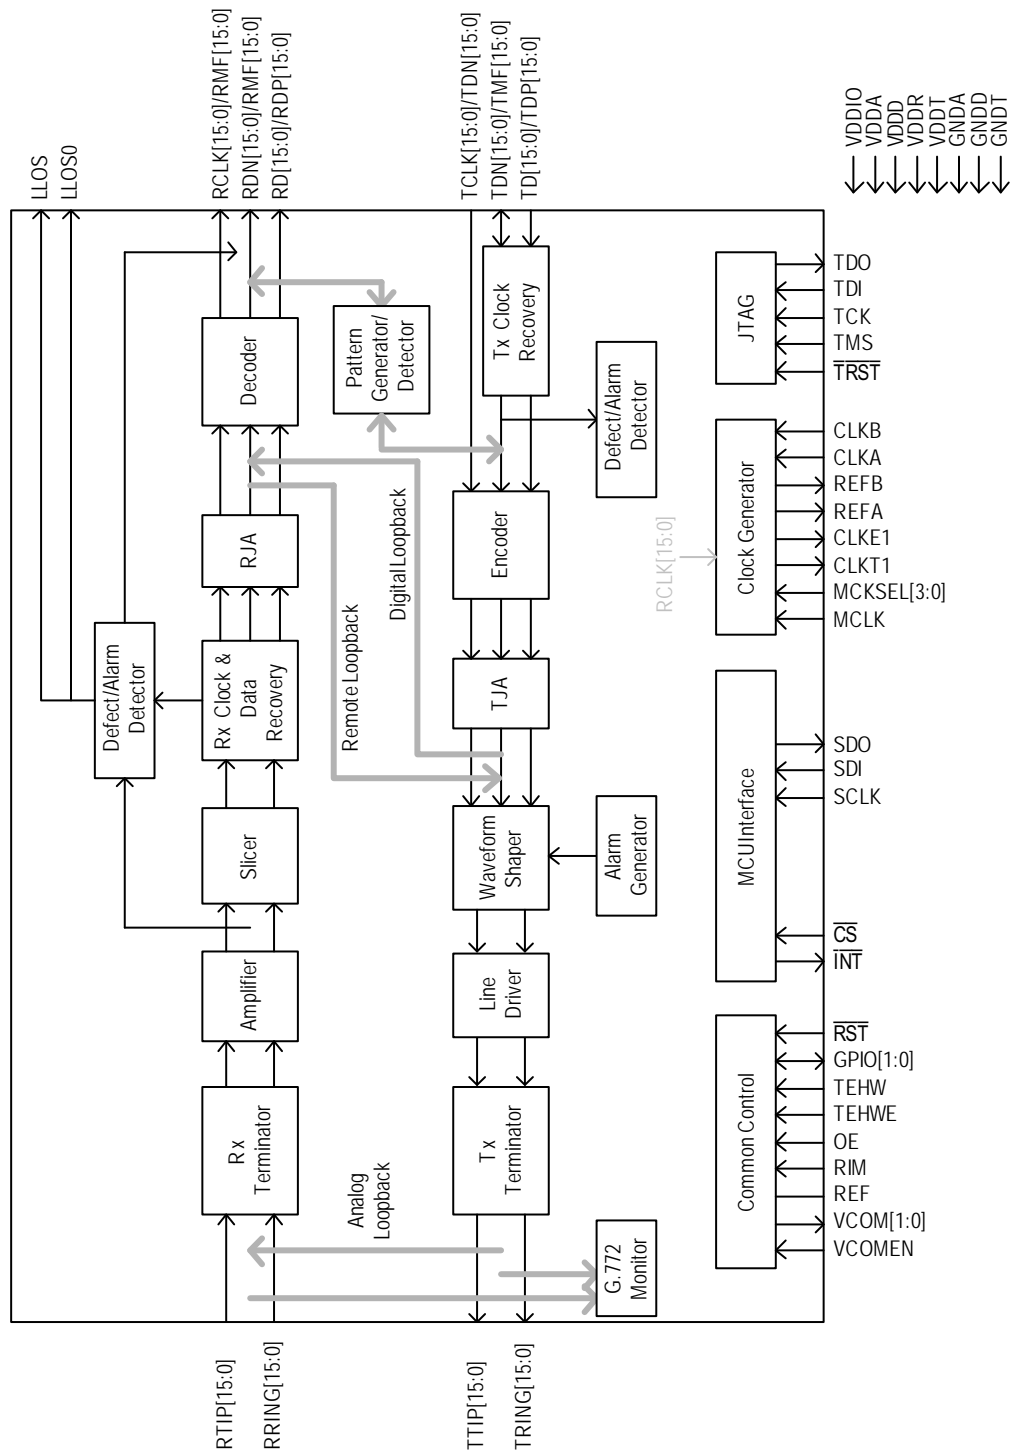 LLOS
LLOS0
RCLK[15:0]/RMF[15:0]
RDN[15:0]/RMF[15:0]
RD[15:0]/RDP[15:0]
TCLK[15:0]/TDN[15:0]
TDN[15:0]/TMF[15:0]
TD[15:0]/TDP[15:0]
VDDIO
VDDA
VDDD
VDDR
VDDT
GNDA
GNDD
GNDT
Decoder
Pattern
Generator/
Detector
Tx Clock
Recovery
Defect/Alarm
Detector
JTAG
TDO
TDI
TCK
TMS
TRST
RJA
Digital Loopback
Encoder
RCLK[15:0]
Clock Generator
CLKB
CLKA
REFB
REFA
CLKE1
CLKT1
MCKSEL[3:0]
MCLK
Defect/Alarm
Detector
Rx Clock &
Data
Recovery
Remote Loopback
TJA
Slicer
Waveform
Shaper
Alarm
Generator
MCU Interface
SDO
SDI
SCLK
CS
INT
Amplifier
Line
Driver
Rx
Terminator
Analog
Loopback
Tx
Terminator
G.772
Monitor
Common Control
RST
GPIO[1:0]
TEHW
TEHWE
OE
RIM
REF
VCOM[1:0]
VCOMEN
RTIP[15:0]
RRING[15:0]
TTIP[15:0]
TRING[15:0]